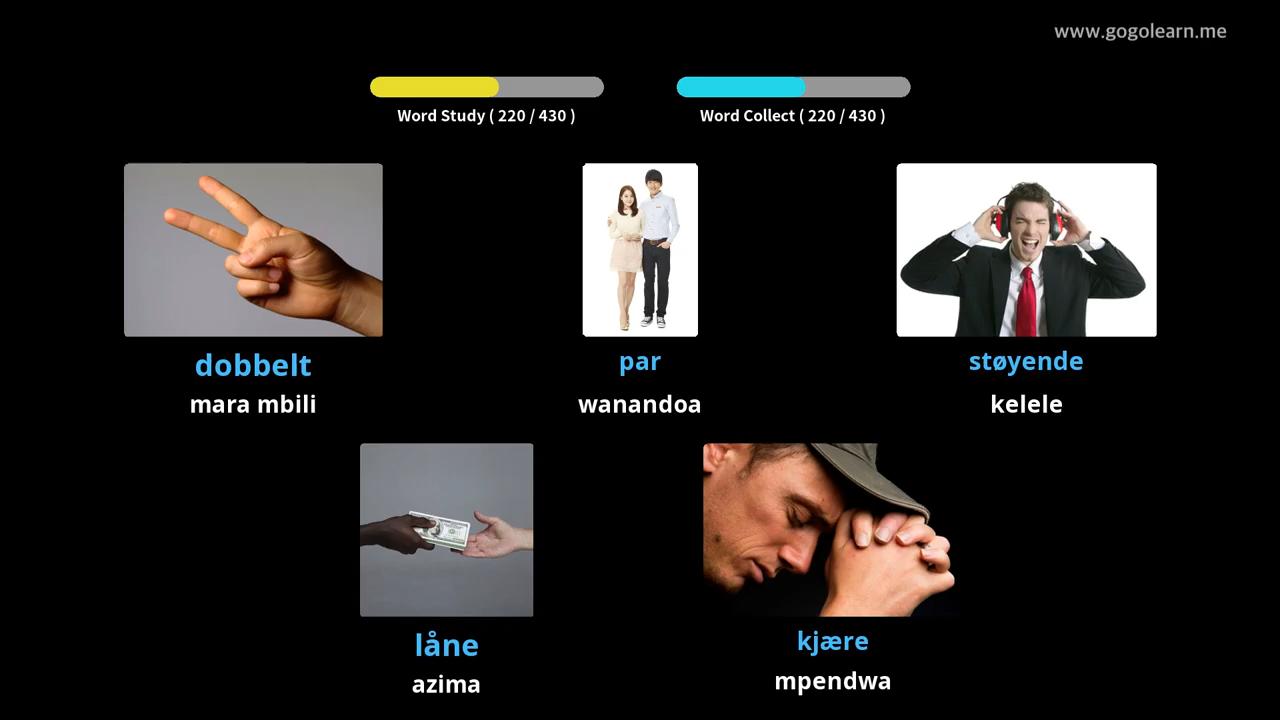 www.gogolearn.me
Word Study ( 220 / 430 )
Word Collect ( 220 / 430 )
dobbelt
mara mbili
par
wanandoa
støyende
kelele
låne
azima
kjære
mpendwa